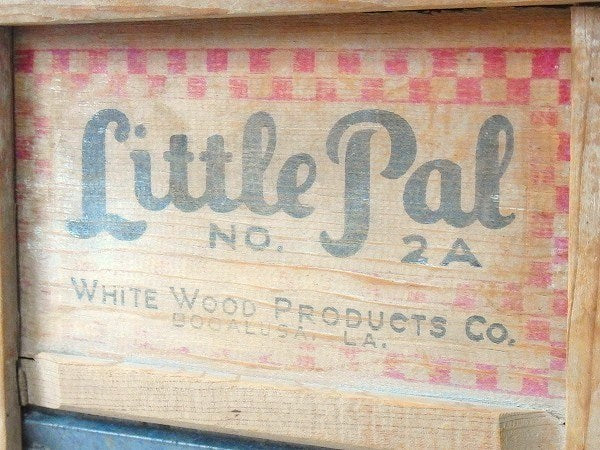 Little Pal
NO. 2A
WHITE WOOD PRODUCTS CO.
BOGALUSA, LA.